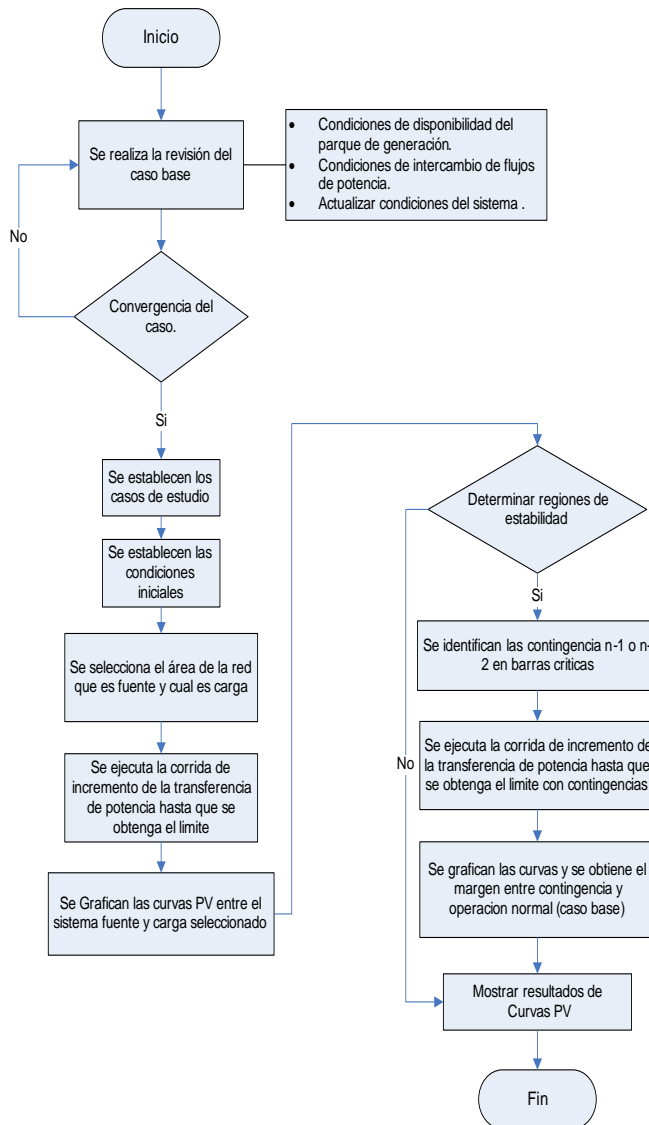 Inicio
Se realiza la revisión del
caso base
• Condiciones de disponibilidad del
parque de generación.
• Condiciones de intercambio de flujos
de potencia.
• Actualizar condiciones del sistema .
No
Convergencia del
caso.
Si
Se establecen los
casos de estudio
Se establecen las
condiciones
iniciales
Se selecciona el área de la red
que es fuente y cual es carga
Se ejecuta la corrida de
incremento de la transferencia
de potencia hasta que se
obtenga el limite
Se Grafican las curvas PV entre el
sistema fuente y carga seleccionado
Determinar regiones de
estabilidad
Si
Se identifican las contingencia n-1 o n-
2 en barras criticas
No
Se ejecuta la corrida de incremento de
la transferencia de potencia hasta que
se obtenga el limite con contingencias
Se grafican las curvas y se obtiene el
margen entre contingencia y
operacion normal (caso base)
Mostrar resultados de
Curvas PV
Fin